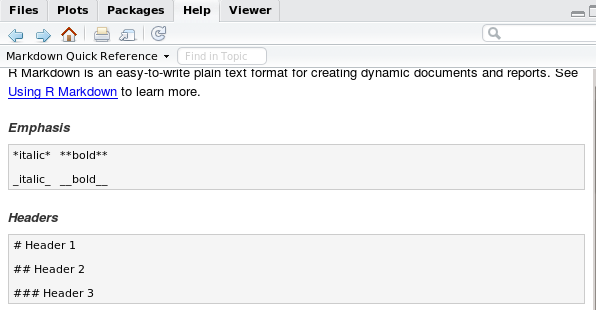 Files Plots Packages Help Viewer
Markdown Quick Reference Find in Topic
R Markdown is an easy-to-write plain text format for creating dynamic documents and reports. See
Using R Markdown to learn more.
Emphasis
*italic* **bold**
_italic_ __bold__
Headers
# Header 1
## Header 2
### Header 3